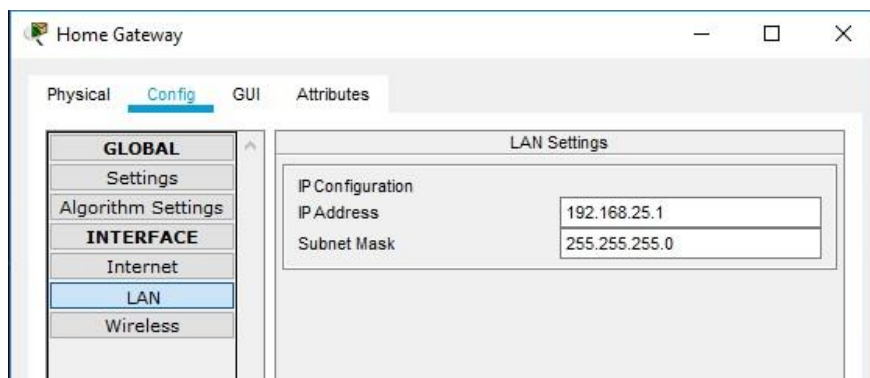 Home Gateway
Physical Config GUI Attributes
GLOBAL
Settings
Algorithm Settings
INTERFACE
Internet
LAN
Wireless
LAN Settings
IP Configuration
IP Address 192.168.25.1
Subnet Mask 255.255.255.0